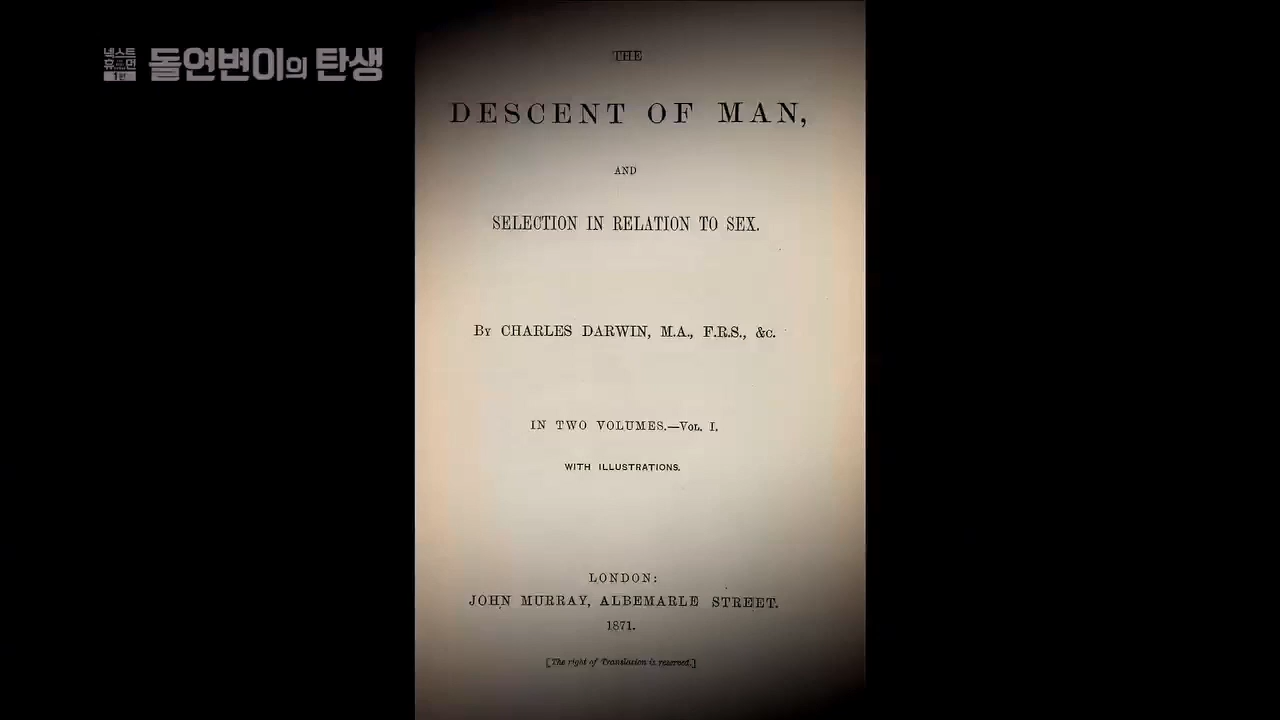 넥스트
휴먼
1편
돌연변이의 탄생
THE
DESCENT OF MAN,
AND
SELECTION IN RELATION TO SEX.
BY CHARLES DARWIN, M.A., F.R.S., &c.
IN TWO VOLUMES.—VOL. I.
WITH ILLUSTRATIONS.
LONDON:
JOHN MURRAY, ALBEMARLE STREET.
1871.
[The right of Translation is reserved.]